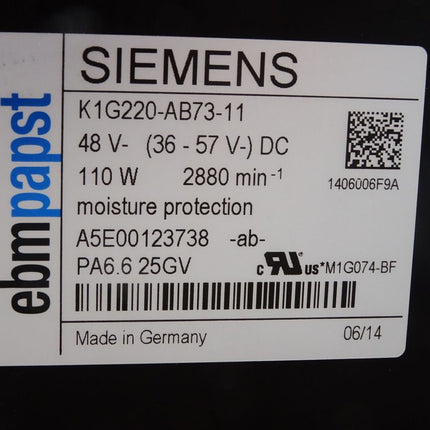 ebmpapst
SIEMENS
K1G220-AB73-11
48 V- (36 - 57 V-) DC
110 W 2880 min-1
1406006F9A
moisture protection
A5E00123738 -ab-
PA6.6 25GV c RU US *M1G074-BF
Made in Germany 06/14